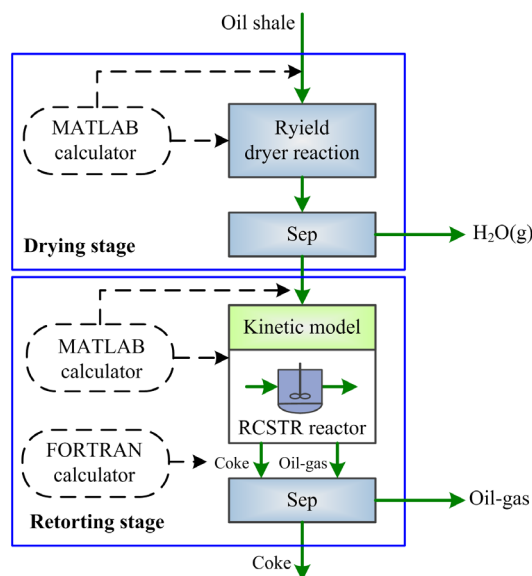 Oil shale
MATLAB
calculator
Ryield
dryer reaction
Sep
H₂O(g)
Drying stage
Kinetic model
MATLAB
calculator
RCSTR reactor
FORTRAN
calculator
Coke
Oil-gas
Sep
Oil-gas
Retorting stage
Coke